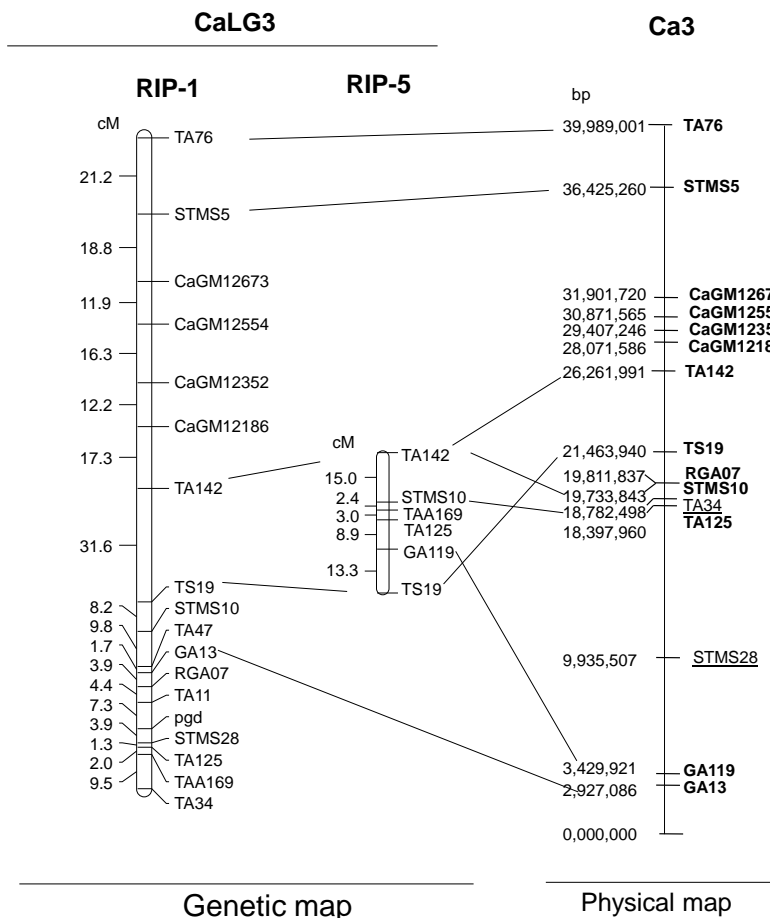 CaLG3
Ca3
RIP-1
RIP-5
cM
TA76
21.2
STMS5
18.8
CaGM12673
11.9
CaGM12554
16.3
CaGM12352
12.2
CaGM12186
17.3
TA142
31.6
TS19
8.2
STMS10
9.8
TA47
1.7
GA13
3.9
RGA07
4.4
TA11
7.3
pgd
3.9
STMS28
1.3
TA125
2.0
TAA169
9.5
TA34
cM
TA142
15.0
STMS10
2.4
TAA169
3.0
TA125
8.9
GA119
13.3
TS19
bp
39,989,001 TA76
36,425,260 STMS5
31,901,720 CaGM1267
30,871,565 CaGM1255
29,407,246 CaGM1235
28,071,586 CaGM1218
26,261,991 TA142
21,463,940 TS19
19,811,837 RGA07
19,733,843 STMS10
18,782,498 TA34
18,397,960 TA125
9,935,507 STMS28
3,429,921 GA119
2,927,086 GA13
0,000,000
Genetic map
Physical map